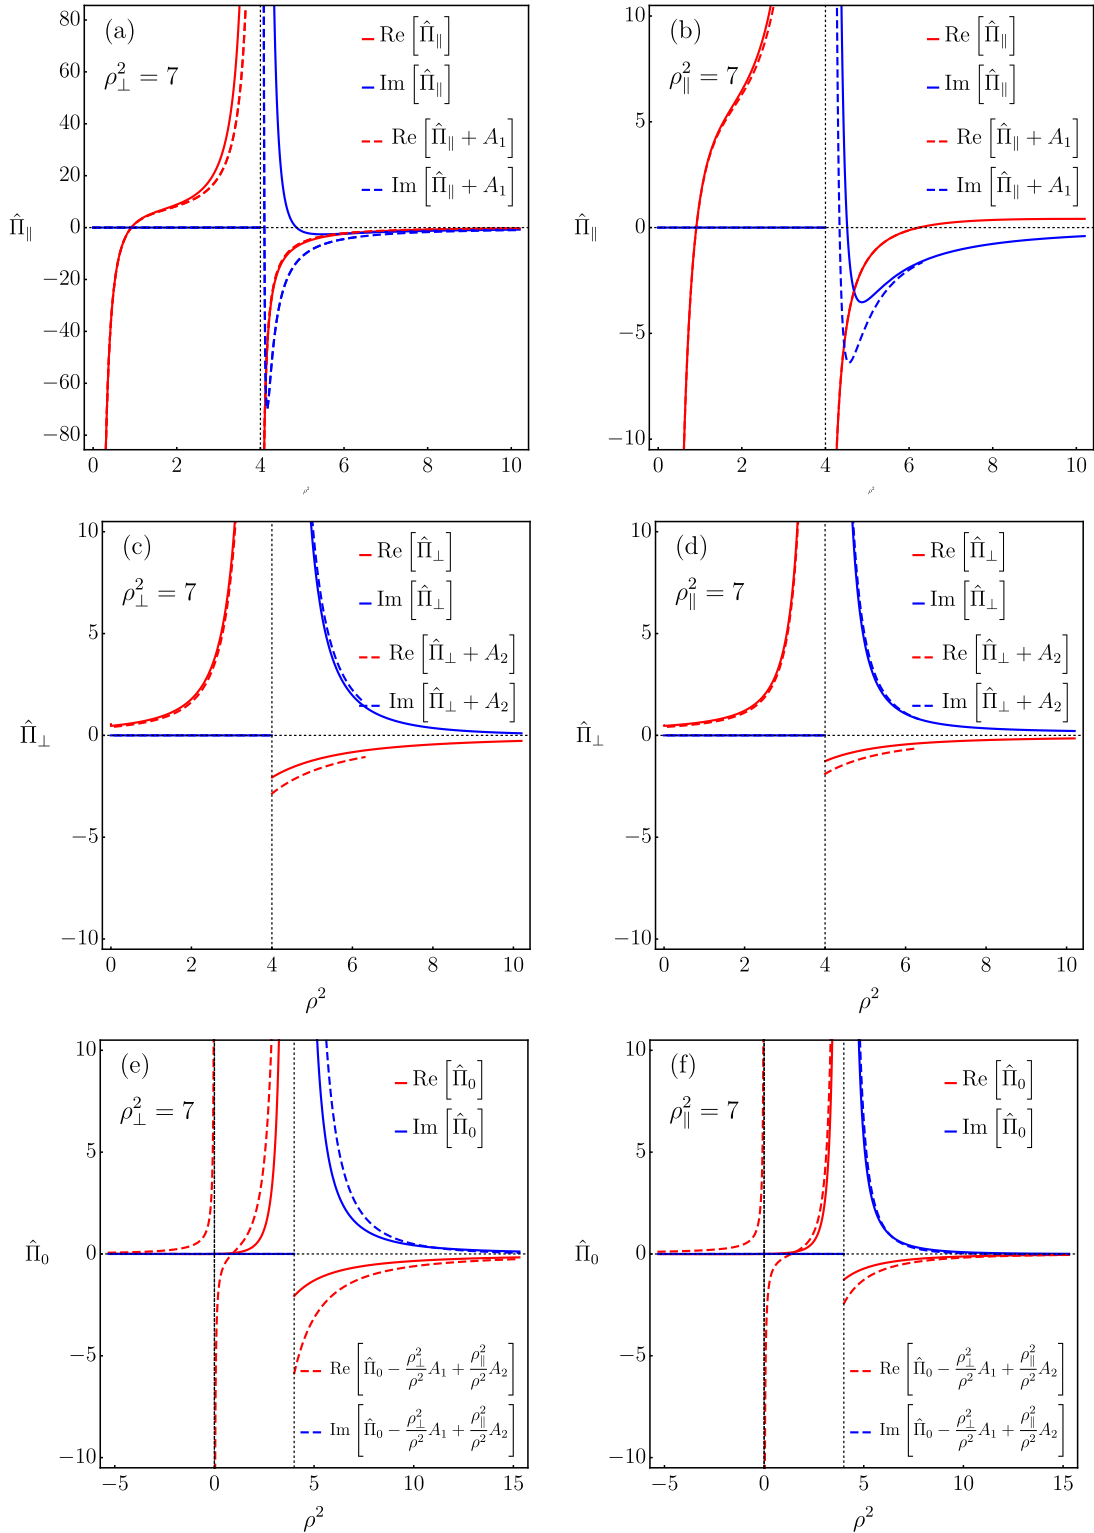 (a)
ρ⊥² = 7
Re [Π̂∥]
Im [Π̂∥]
Re [Π̂∥ + A₁]
Im [Π̂∥ + A₁]
80
60
40
20
0
−20
−40
−60
−80
Π̂∥
0 2 4 6 8 10
ρ²
(b)
ρ∥² = 7
Re [Π̂∥]
Im [Π̂∥]
Re [Π̂∥ + A₁]
Im [Π̂∥ + A₁]
10
5
0
−5
−10
Π̂∥
0 2 4 6 8 10
ρ²
(c)
ρ⊥² = 7
Re [Π̂⊥]
Im [Π̂⊥]
Re [Π̂⊥ + A₂]
Im [Π̂⊥ + A₂]
10
5
0
−5
−10
Π̂⊥
0 2 4 6 8 10
ρ²
(d)
ρ∥² = 7
Re [Π̂⊥]
Im [Π̂⊥]
Re [Π̂⊥ + A₂]
Im [Π̂⊥ + A₂]
10
5
0
−5
−10
Π̂⊥
0 2 4 6 8 10
ρ²
(e)
ρ⊥² = 7
Re [Π̂₀]
Im [Π̂₀]
Re [Π̂₀ − ρ⊥²/ρ² A₁ + ρ∥²/ρ² A₂]
Im [Π̂₀ − ρ⊥²/ρ² A₁ + ρ∥²/ρ² A₂]
10
5
0
−5
−10
Π̂₀
−5 0 5 10 15
ρ²
(f)
ρ∥² = 7
Re [Π̂₀]
Im [Π̂₀]
Re [Π̂₀ − ρ⊥²/ρ² A₁ + ρ∥²/ρ² A₂]
Im [Π̂₀ − ρ⊥²/ρ² A₁ + ρ∥²/ρ² A₂]
10
5
0
−5
−10
Π̂₀
−5 0 5 10 15
ρ²